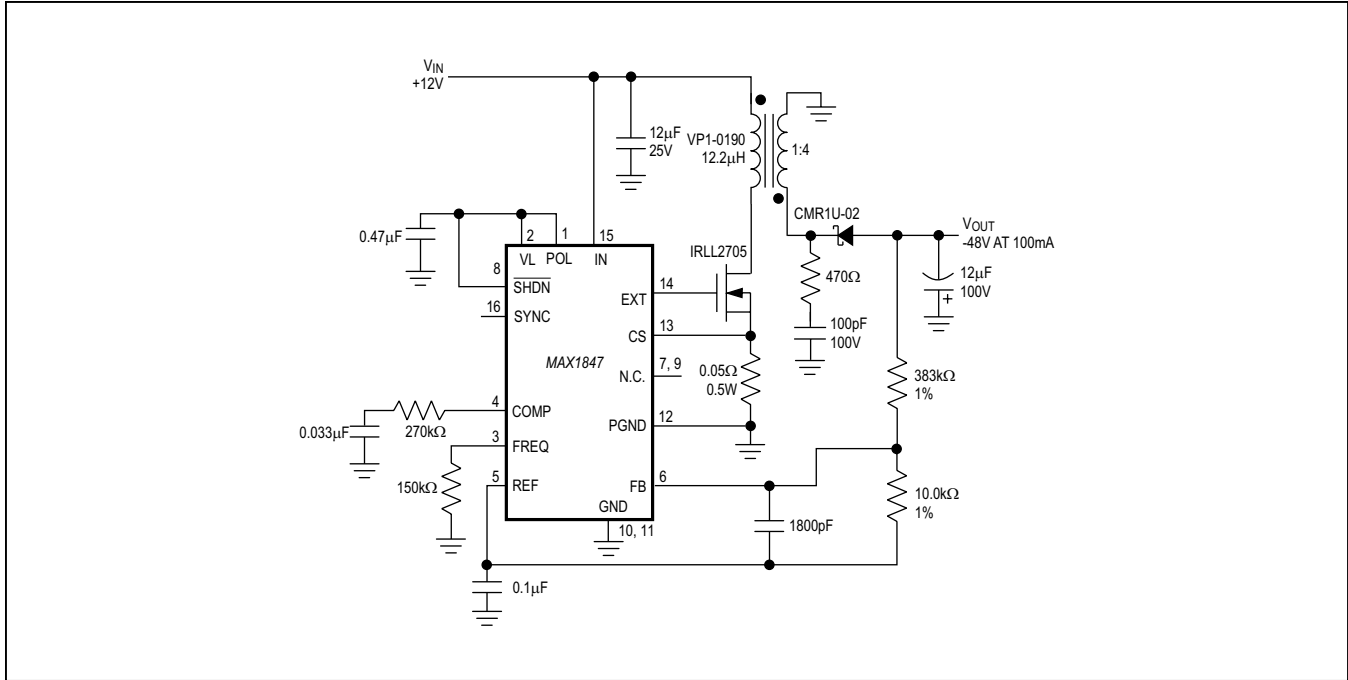 VIN
+12V
12µF
25V
VP1-0190
12.2µH
1:4
CMR1U-02
VOUT
-48V AT 100mA
0.47µF
2
1
15
VL
POL
IN
IRLL2705
470Ω
12µF
100V
+
8
SHDN
EXT
14
16
SYNC
100pF
100V
CS
13
MAX1847
0.05Ω
0.5W
383kΩ
1%
N.C.
7, 9
4
COMP
PGND
12
0.033µF
270kΩ
3
FREQ
150kΩ
5
REF
FB
6
10.0kΩ
1%
GND
10, 11
1800pF
0.1µF